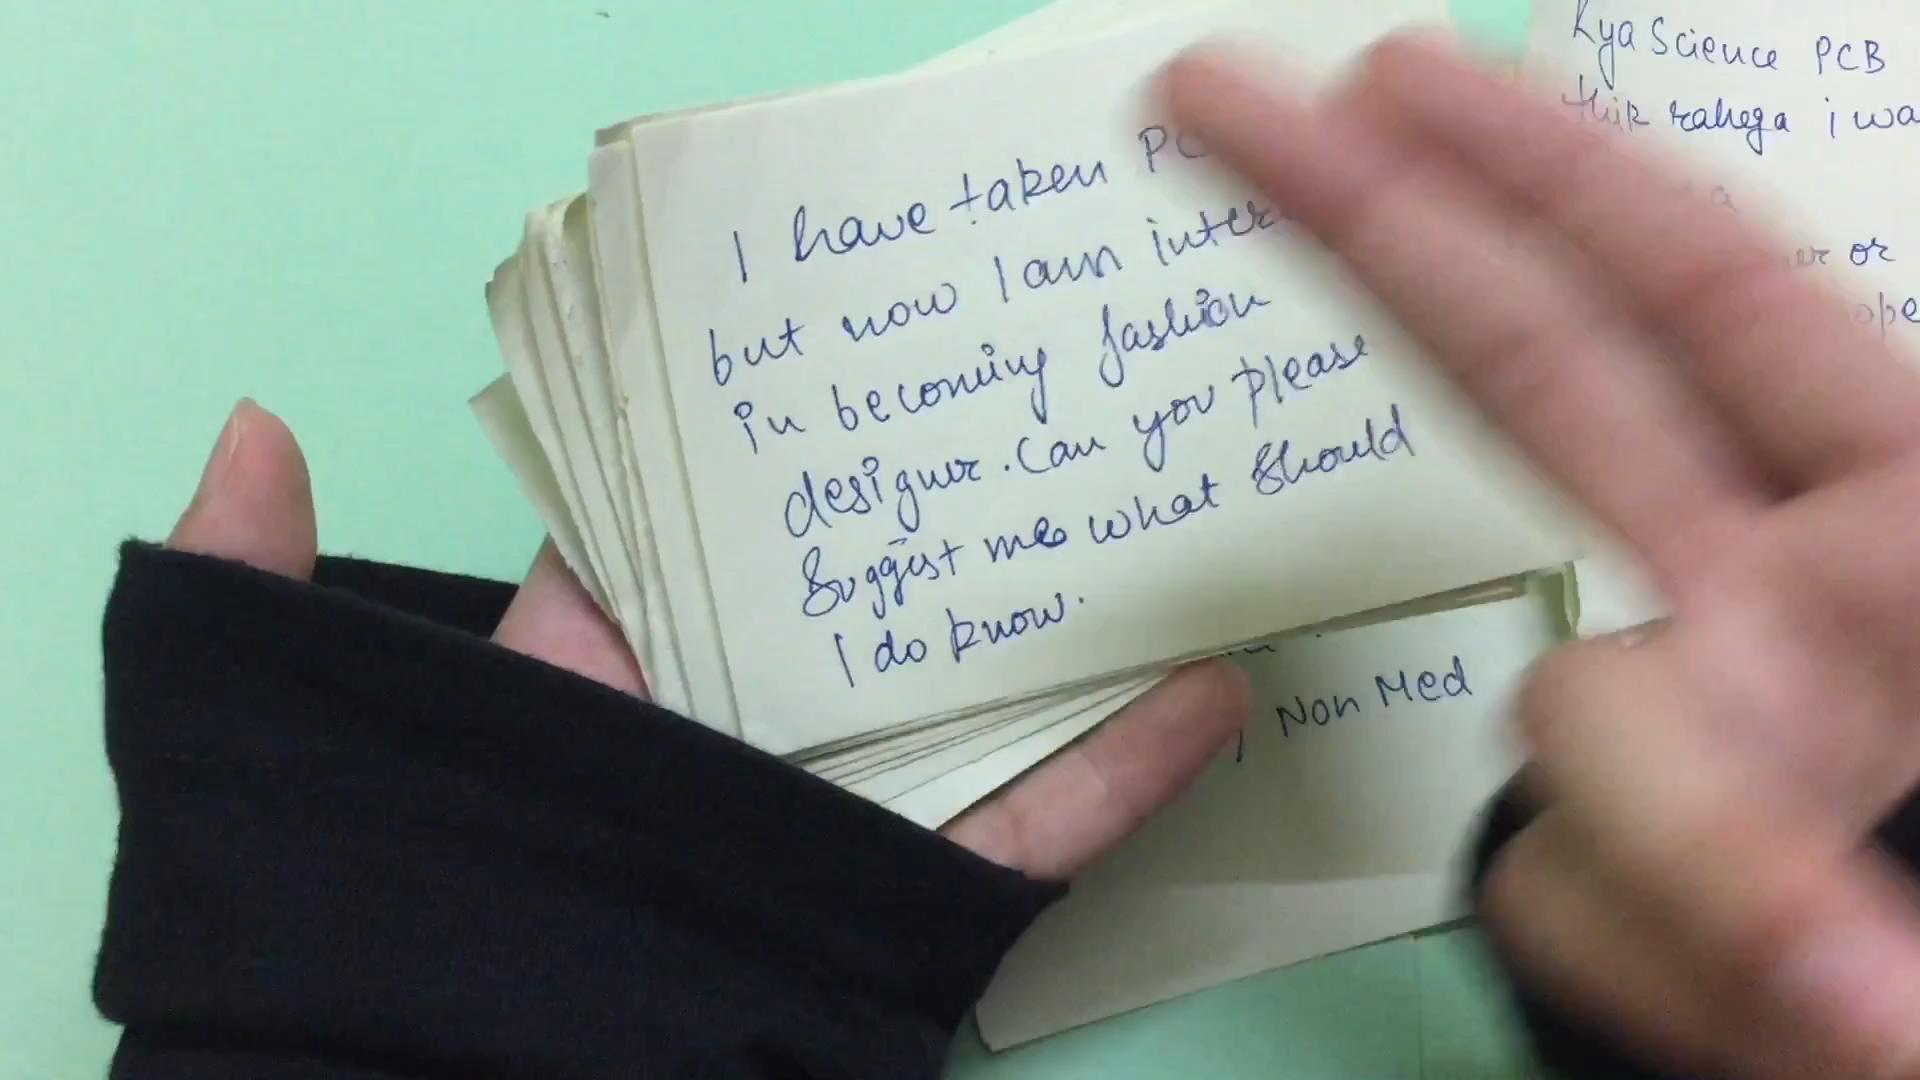 I have taken
but now I am
in becoming fashion
designer. Can you please
Suggest me what should
I do know.
Kya Science PCB
thik rahega i
or
Non Med